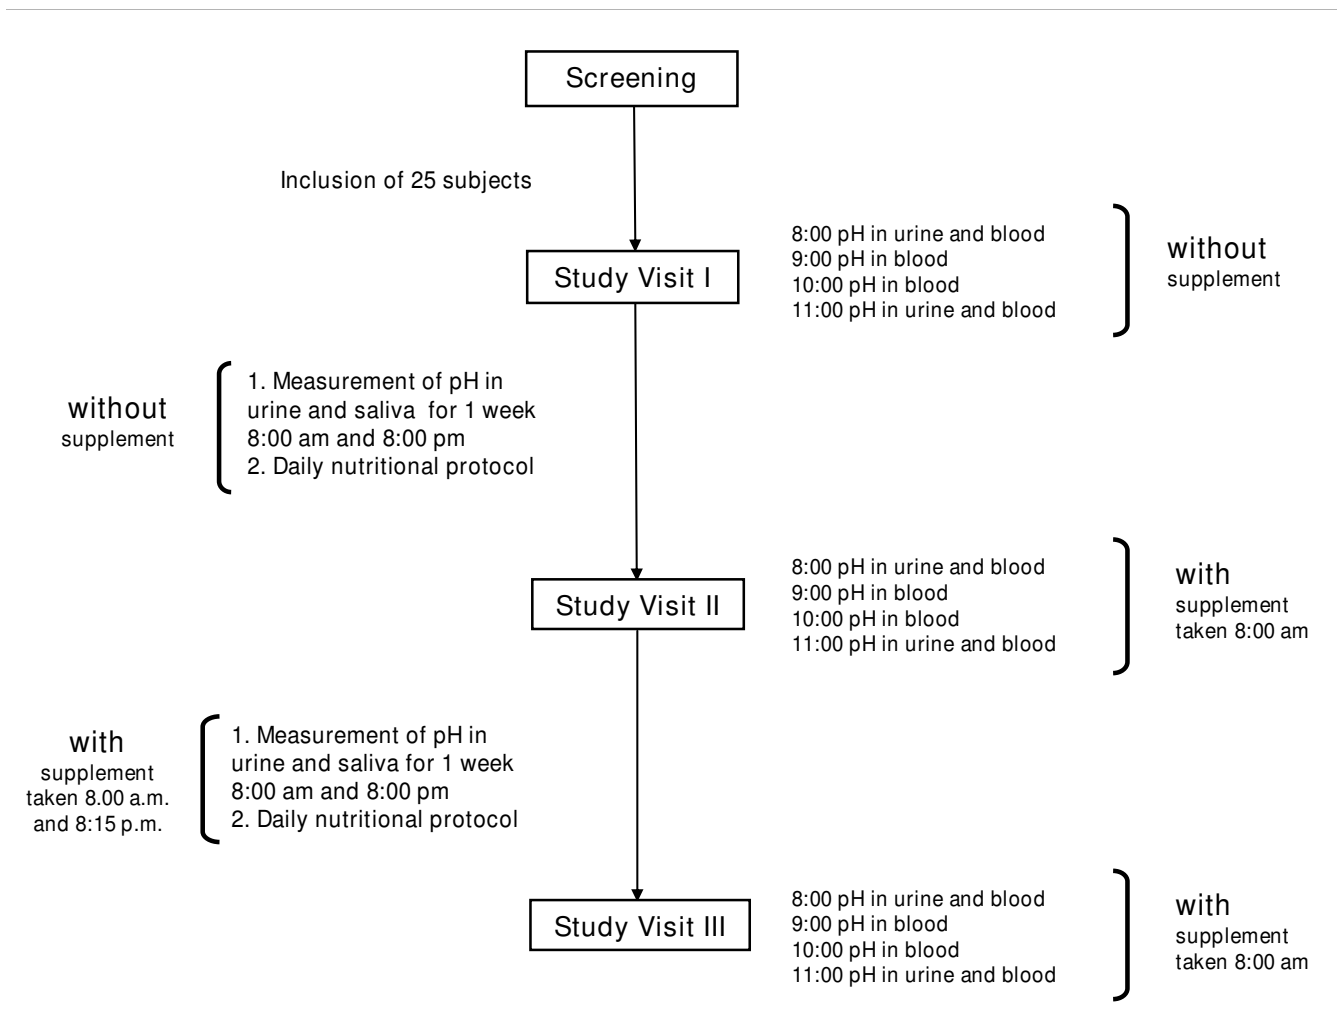 Screening
Inclusion of 25 subjects
Study Visit I
8:00 pH in urine and blood
9:00 pH in blood
10:00 pH in blood
11:00 pH in urine and blood
without
supplement
without
supplement
1. Measurement of pH in
urine and saliva for 1 week
8:00 am and 8:00 pm
2. Daily nutritional protocol
Study Visit II
8:00 pH in urine and blood
9:00 pH in blood
10:00 pH in blood
11:00 pH in urine and blood
with
supplement
taken 8:00 am
with
supplement
taken 8.00 a.m.
and 8:15 p.m.
1. Measurement of pH in
urine and saliva for 1 week
8:00 am and 8:00 pm
2. Daily nutritional protocol
Study Visit III
8:00 pH in urine and blood
9:00 pH in blood
10:00 pH in blood
11:00 pH in urine and blood
with
supplement
taken 8:00 am